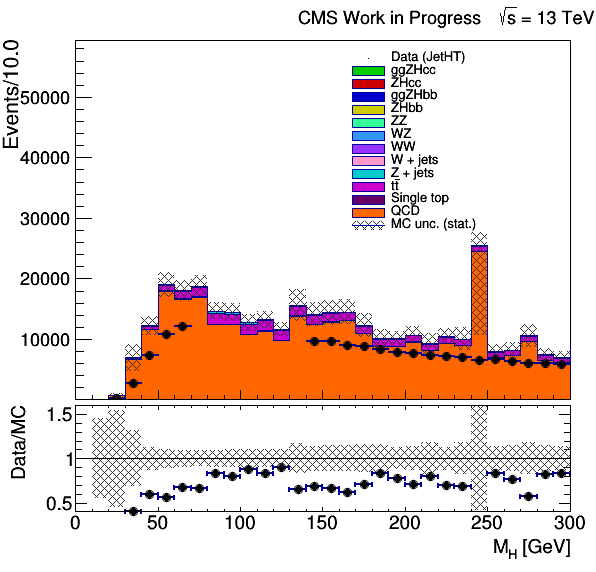 CMS Work in Progress √s = 13 TeV
Events/10.0
50000
40000
30000
20000
10000
Data (JetHT)
ggZHcc
ZHcc
ggZHbb
ZHbb
ZZ
WZ
WW
W + jets
Z + jets
tt̄
Single top
QCD
MC unc. (stat.)
Data/MC
1.5
1
0.5
0 50 100 150 200 250 300
M_H [GeV]